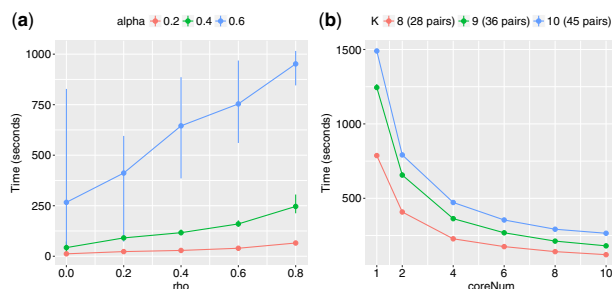 (a) alpha 0.2 0.4 0.6
1000
750
500
250
0
0.0 0.2 0.4 0.6 0.8
rho
Time (seconds)
(b) K 8 (28 pairs) 9 (36 pairs) 10 (45 pairs)
1500
1000
500
1 2 4 6 8 10
coreNum
Time (seconds)